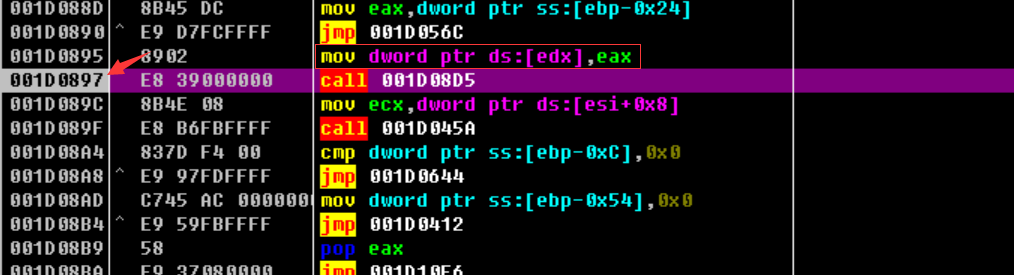 001D088D 8B45 DC mov eax,dword ptr ss:[ebp-0x24]
001D0890 ^ E9 D7FCFFFF jmp 001D056C
001D0895 8902 mov dword ptr ds:[edx],eax
001D0897 E8 39000000 call 001D08D5
001D089C 8B4E 08 mov ecx,dword ptr ds:[esi+0x8]
001D089F E8 B6FBFFFF call 001D045A
001D08A4 837D F4 00 cmp dword ptr ss:[ebp-0xC],0x0
001D08A8 ^ E9 97FDFFFF jmp 001D0644
001D08AD C745 AC 0000000 mov dword ptr ss:[ebp-0x54],0x0
001D08B4 ^ E9 59FBFFFF jmp 001D0412
001D08B9 58 pop eax
001D08BA E9 37080000 jmp 001D10F6